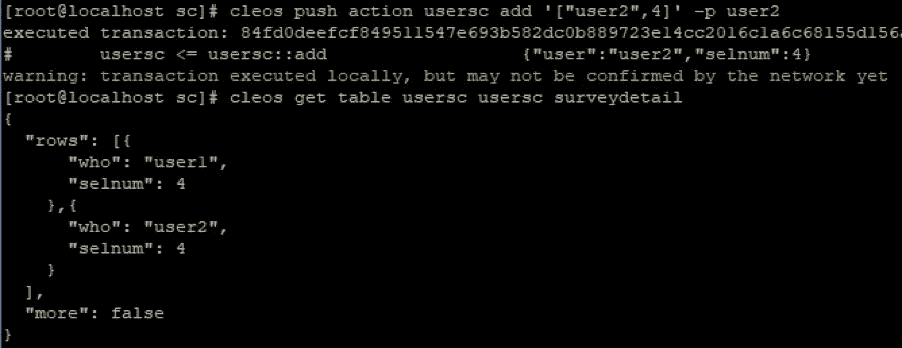 [root@localhost sc]# cleos push action usersc add '["user2",4]' -p user2
executed transaction: 84fd0deefcf849511547e693b582dc0b889723e14cc2016c1a6c68155d156
#       usersc <= usersc::add                  {"user":"user2","selnum":4}
warning: transaction executed locally, but may not be confirmed by the network yet
[root@localhost sc]# cleos get table usersc usersc surveydetail
{
  "rows": [{
      "who": "user1",
      "selnum": 4
    },{
      "who": "user2",
      "selnum": 4
    }
  ],
  "more": false
}